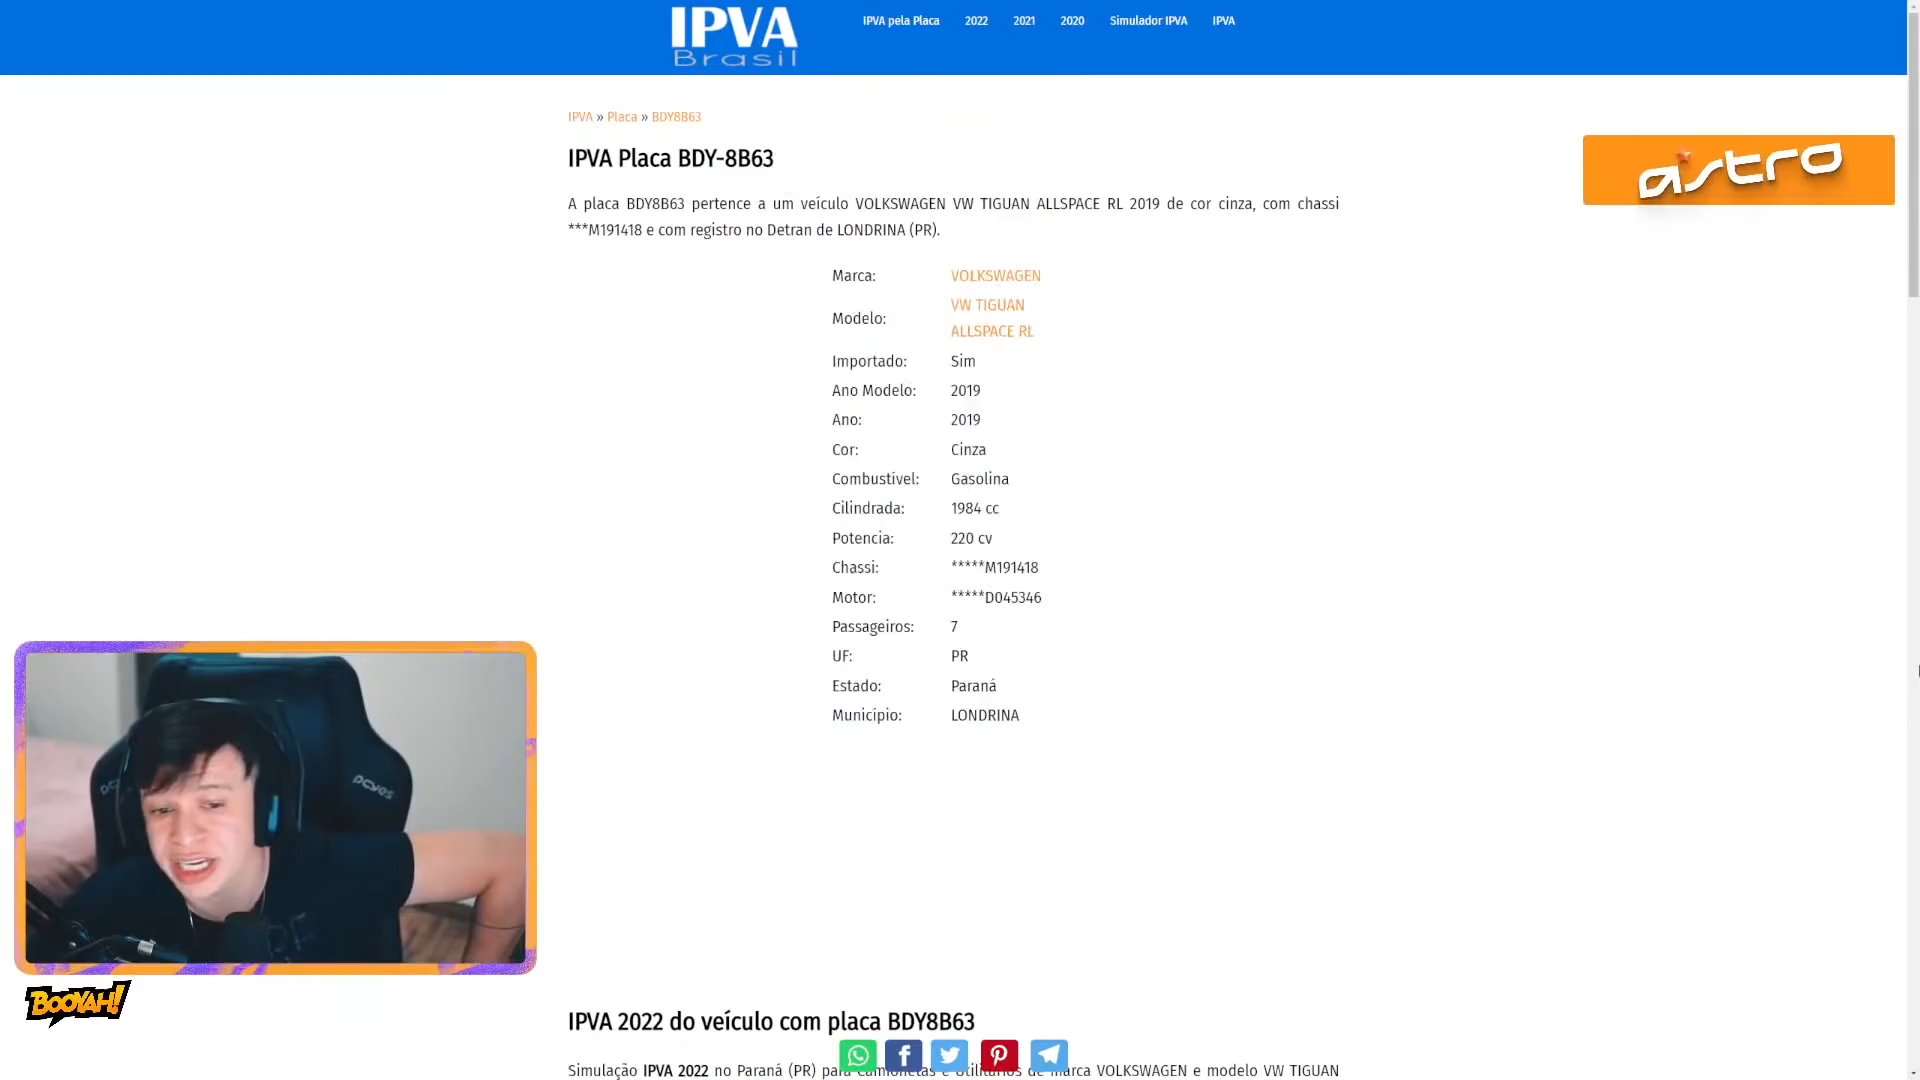 IPVA
Brasil
IPVA pela Placa 2022 2021 2020 Simulador IPVA IPVA
IPVA » Placa » BDY8B63
IPVA Placa BDY-8B63
astro
A placa BDY8B63 pertence a um veículo VOLKSWAGEN VW TIGUAN ALLSPACE RL 2019 de cor cinza, com chassi
***M191418 e com registro no Detran de LONDRINA (PR).
Marca: VOLKSWAGEN
Modelo: VW TIGUAN
ALLSPACE RL
Importado: Sim
Ano Modelo: 2019
Ano: 2019
Cor: Cinza
Combustível: Gasolina
Cilindrada: 1984 cc
Potencia: 220 cv
Chassi: *****M191418
Motor: *****D045346
Passageiros: 7
UF: PR
Estado: Paraná
Município: LONDRINA
pcyes
BOOYAH!
IPVA 2022 do veículo com placa BDY8B63
Simulação IPVA 2022 no Paraná (PR) para Camionetas e Utilitários de marca VOLKSWAGEN e modelo VW TIGUAN